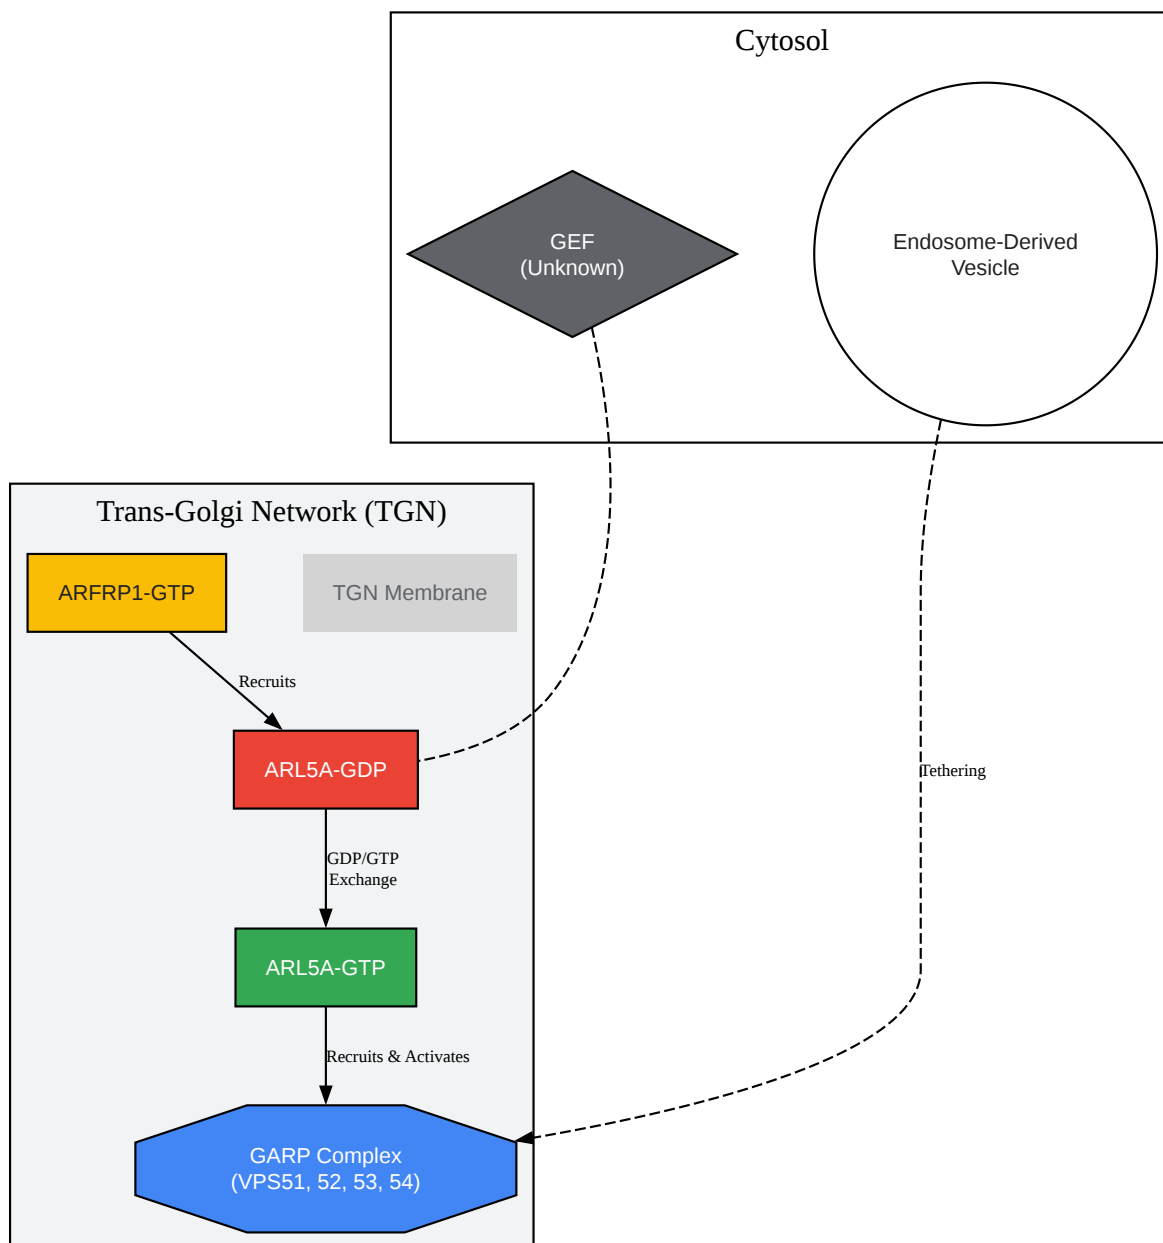 Cytosol
GEF
(Unknown)
Endosome-Derived
Vesicle
Trans-Golgi Network (TGN)
ARFRP1-GTP
TGN Membrane
Recruits
ARL5A-GDP
Tethering
GDP/GTP
Exchange
ARL5A-GTP
Recruits & Activates
GARP Complex
(VPS51, 52, 53, 54)